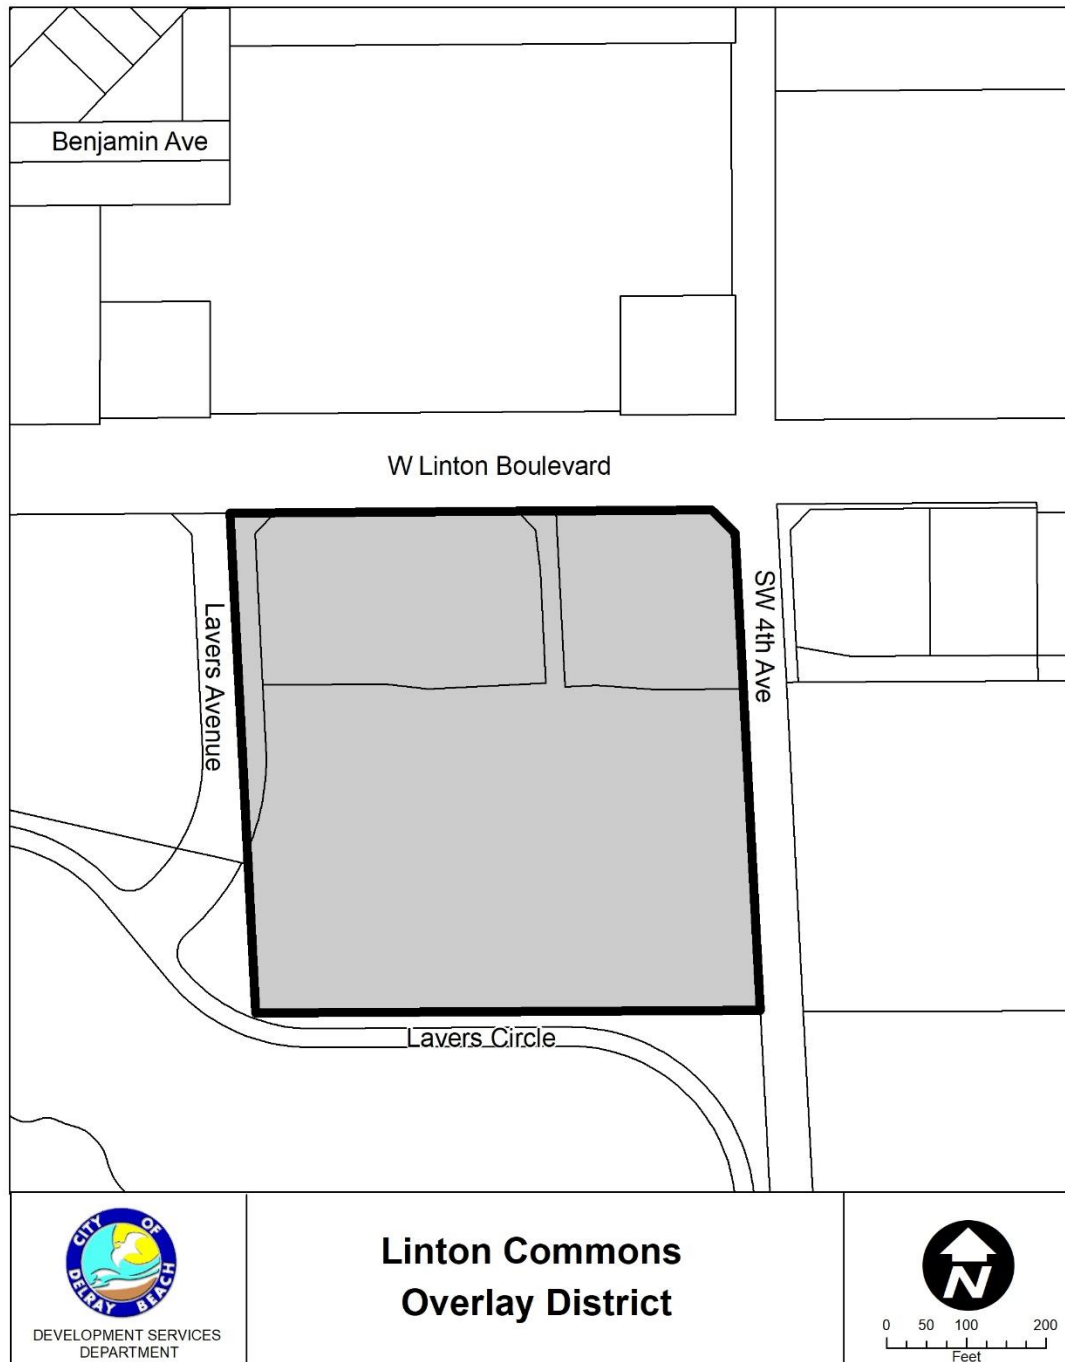 Benjamin Ave
W Linton Boulevard
Lavers Avenue
SW 4th Ave
Lavers Circle
CITY OF
DELRAY BEACH
DEVELOPMENT SERVICES
DEPARTMENT
Linton Commons
Overlay District
N
0 50 100 200
Feet